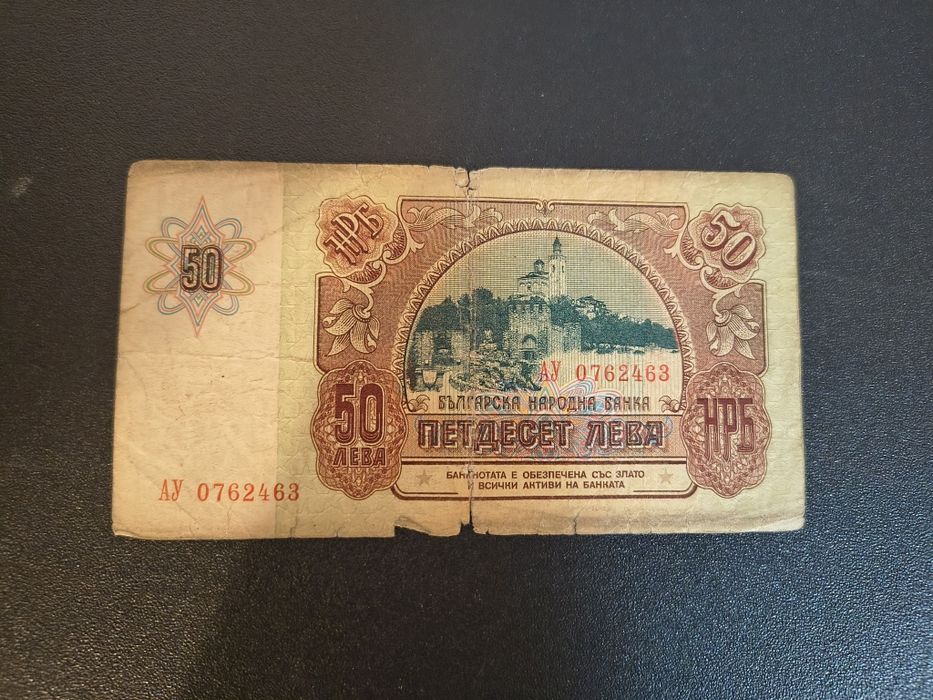 НРБ
50
50
АУ 0762463
БЪЛГАРСКА НАРОДНА БАНКА
50
ЛЕВА
ПЕТДЕСЕТ ЛЕВА
НРБ
БАНКНОТАТА Е ОБЕЗПЕЧЕНА СЪС ЗЛАТО
И ВСИЧКИ АКТИВИ НА БАНКАТА
АУ 0762463